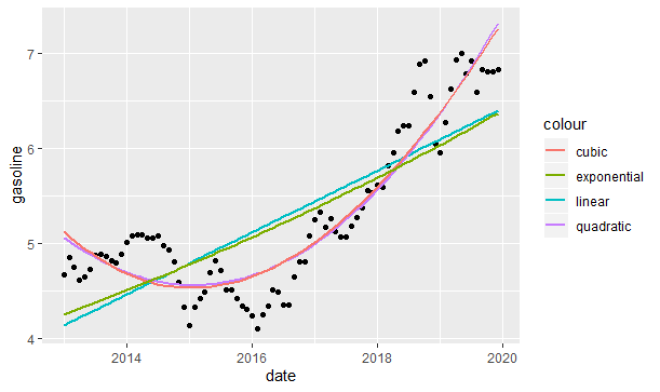 7
6
5
4
gasoline
2014
2016
2018
2020
date
colour
cubic
exponential
linear
quadratic